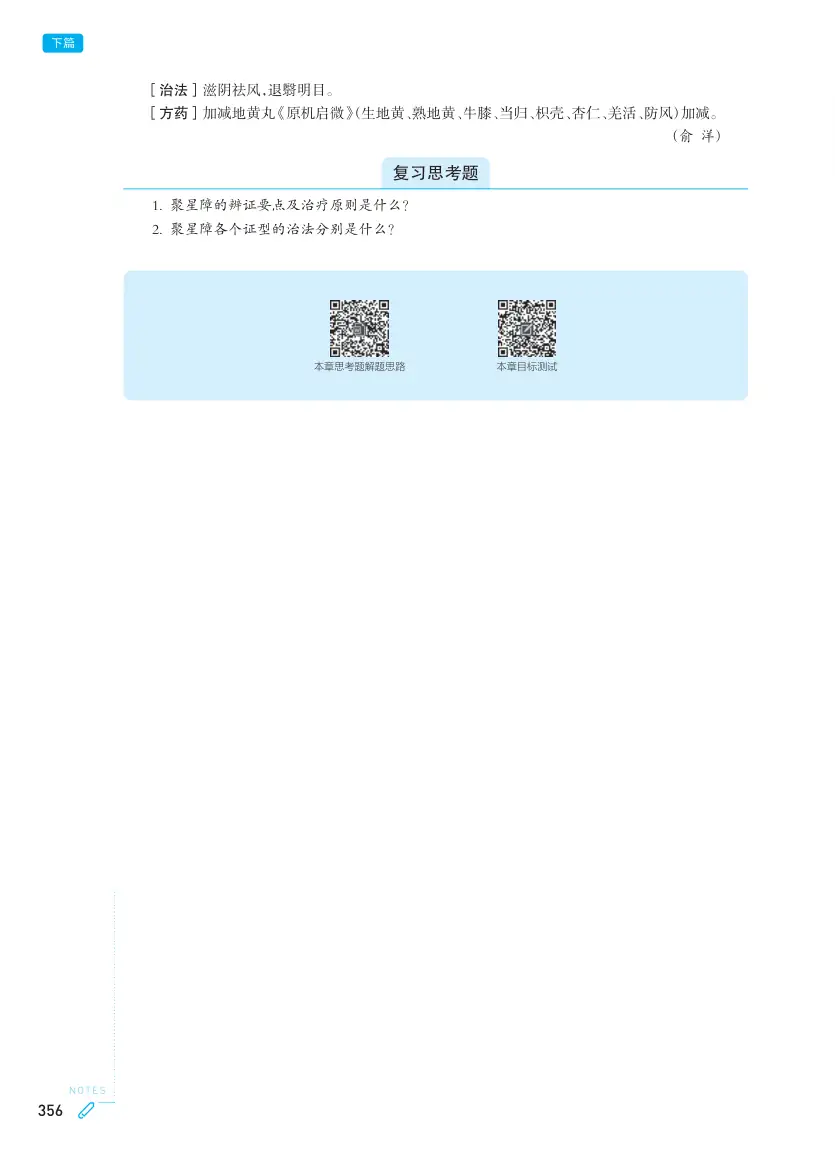 下篇
［治法］滋阴祛风，退翳明目。
［方药］加减地黄丸《原机启微》（生地黄、熟地黄、牛膝、当归、枳壳、杏仁、羌活、防风）加减。
（俞 洋）
复习思考题
1. 聚星障的辨证要点及治疗原则是什么？
2. 聚星障各个证型的治法分别是什么？
本章思考题解题思路
本章目标测试
NOTES
356